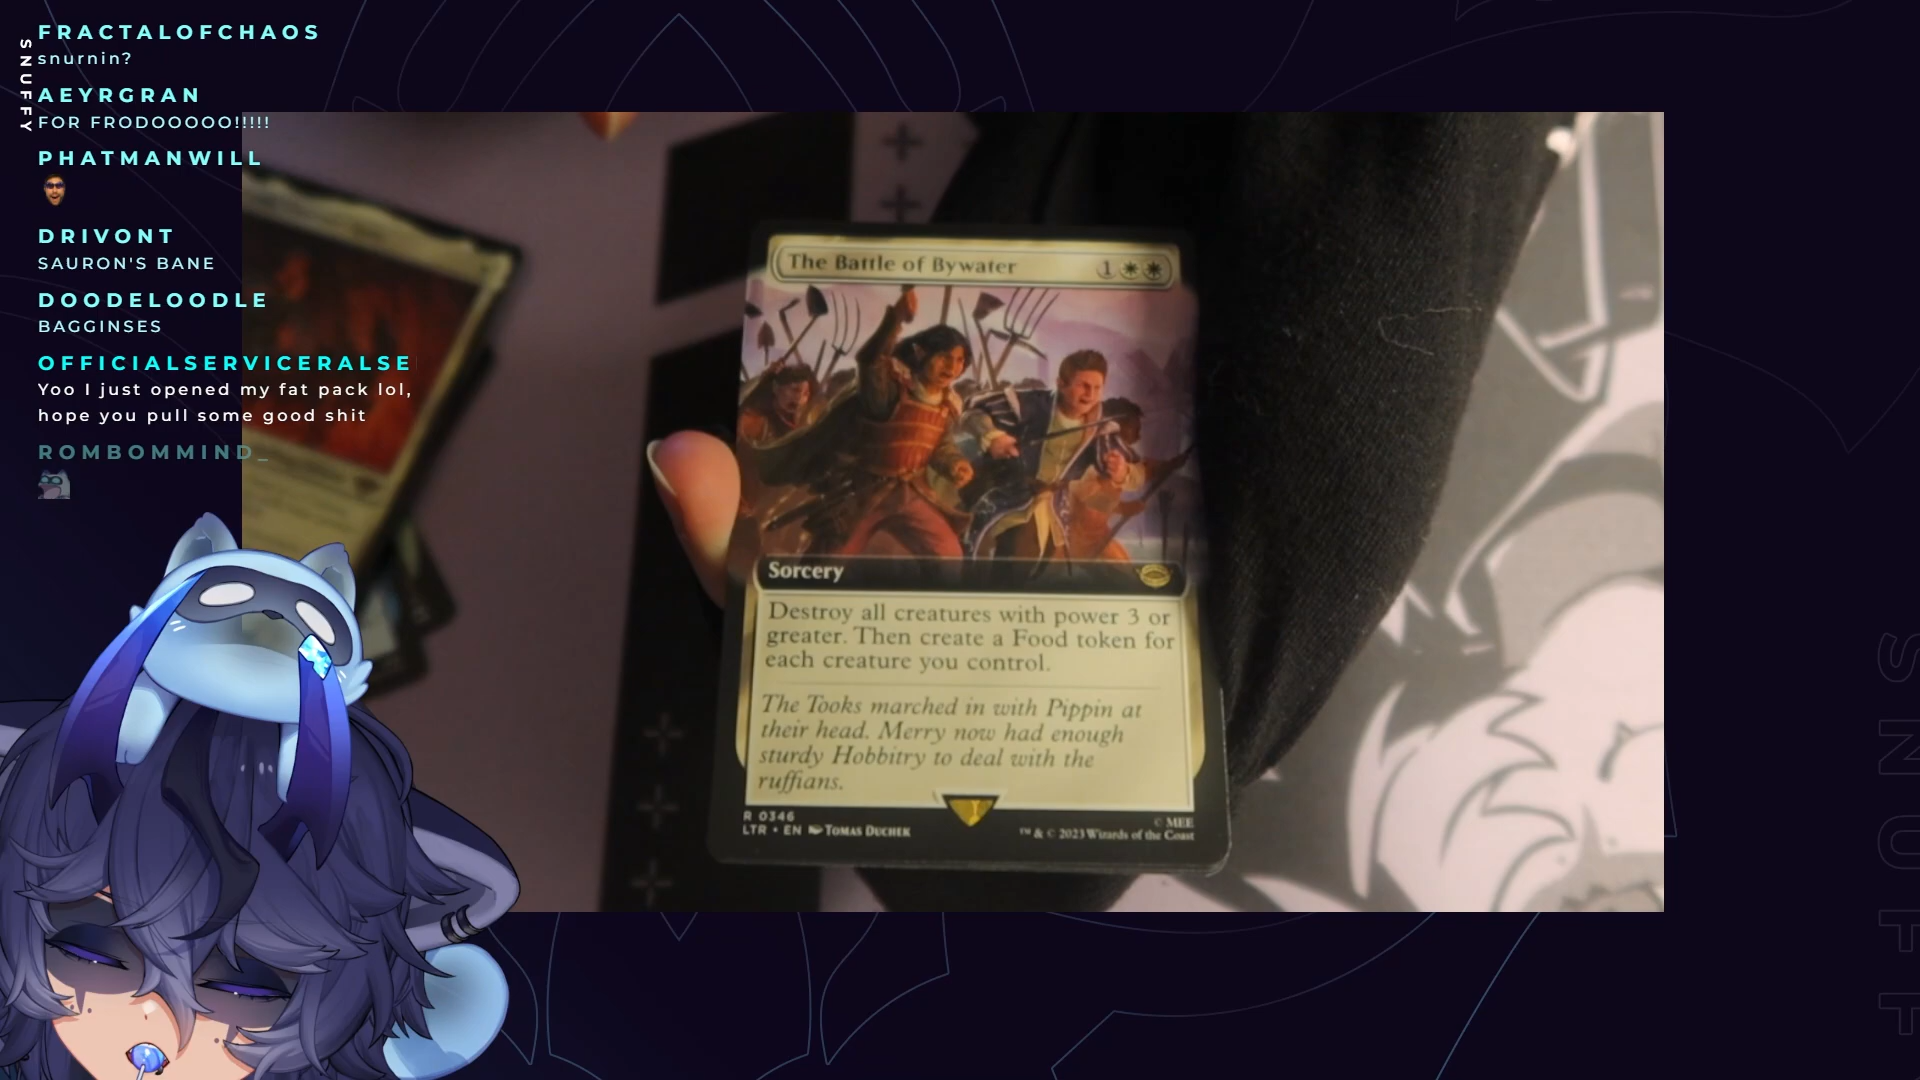 SNUFFY
FRACTALOFCHAOS
snurnin?
AEYRGRAN
FOR FRODOOOOO!!!!!
PHATMANWILL
DRIVONT
SAURON'S BANE
DOODELOODLE
BAGGINSES
OFFICIALSERVICERALSE
Yoo I just opened my fat pack lol,
hope you pull some good shit
ROMBOMMIND_
The Battle of Bywater 1
Sorcery
Destroy all creatures with power 3 or
greater. Then create a Food token for
each creature you control.
The Tooks marched in with Pippin at
their head. Merry now had enough
sturdy Hobbitry to deal with the
ruffians.
R 0346
LTR • EN TOMAS DUCHEK
© MEE
™ & © 2023 Wizards of the Coast
SNUFF